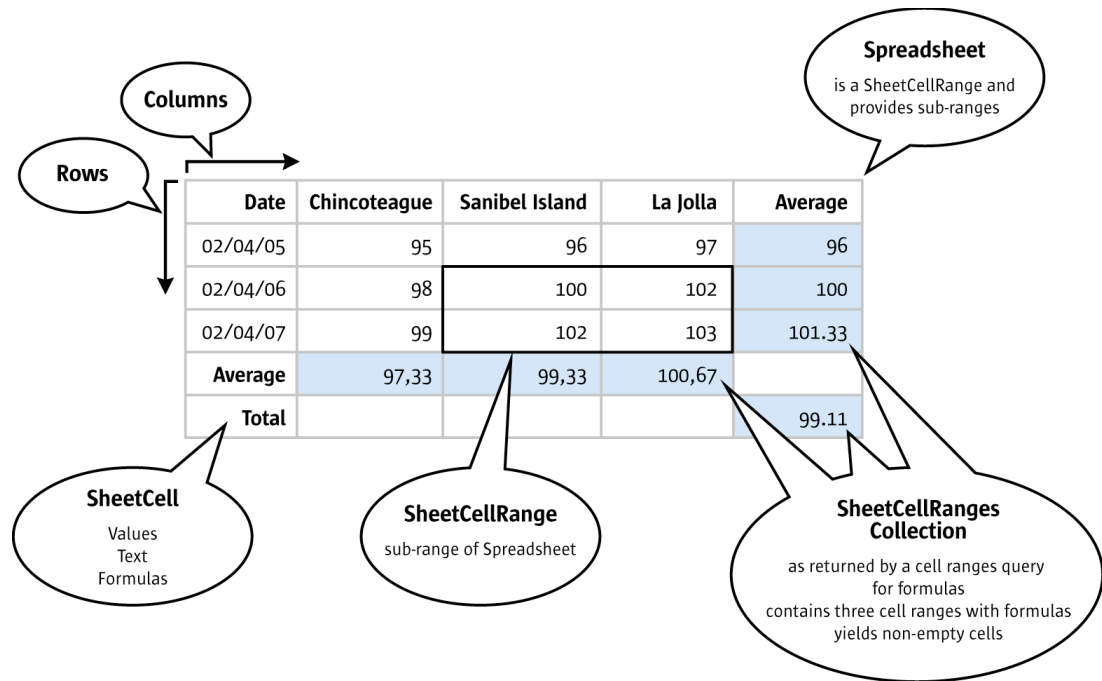 Spreadsheet
is a SheetCellRange and
provides sub-ranges
Columns
Rows
Date Chincoteague Sanibel Island La Jolla Average
02/04/05 95 96 97 96
02/04/06 98 100 102 100
02/04/07 99 102 103 101.33
Average 97,33 99,33 100,67
Total 99.11
SheetCell
Values
Text
Formulas
SheetCellRange
sub-range of Spreadsheet
SheetCellRanges
Collection
as returned by a cell ranges query
for formulas
contains three cell ranges with formulas
yields non-empty cells